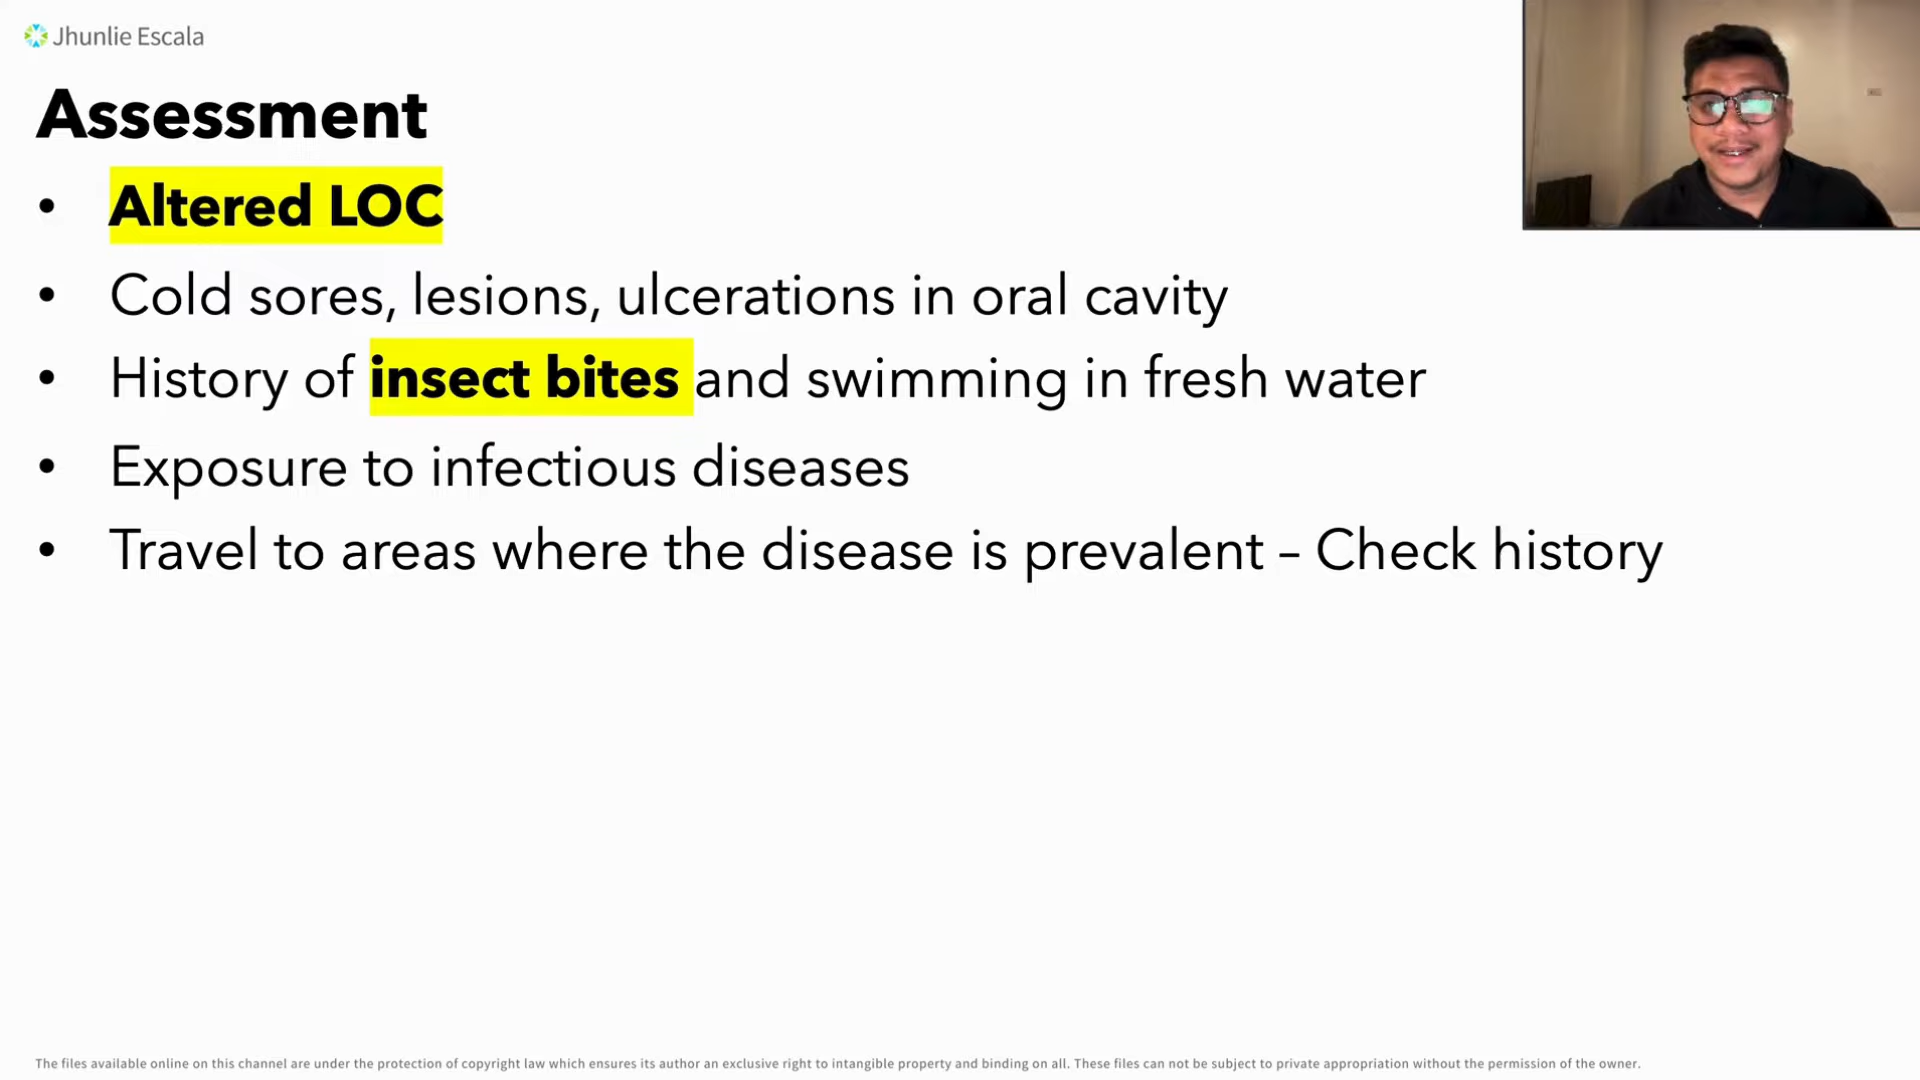 Jhunlie Escala
Assessment
• Altered LOC
• Cold sores, lesions, ulcerations in oral cavity
• History of insect bites and swimming in fresh water
• Exposure to infectious diseases
• Travel to areas where the disease is prevalent – Check history
The files available online on this channel are under the protection of copyright law which ensures its author an exclusive right to intangible property and binding on all. These files can not be subject to private appropriation without the permission of the owner.